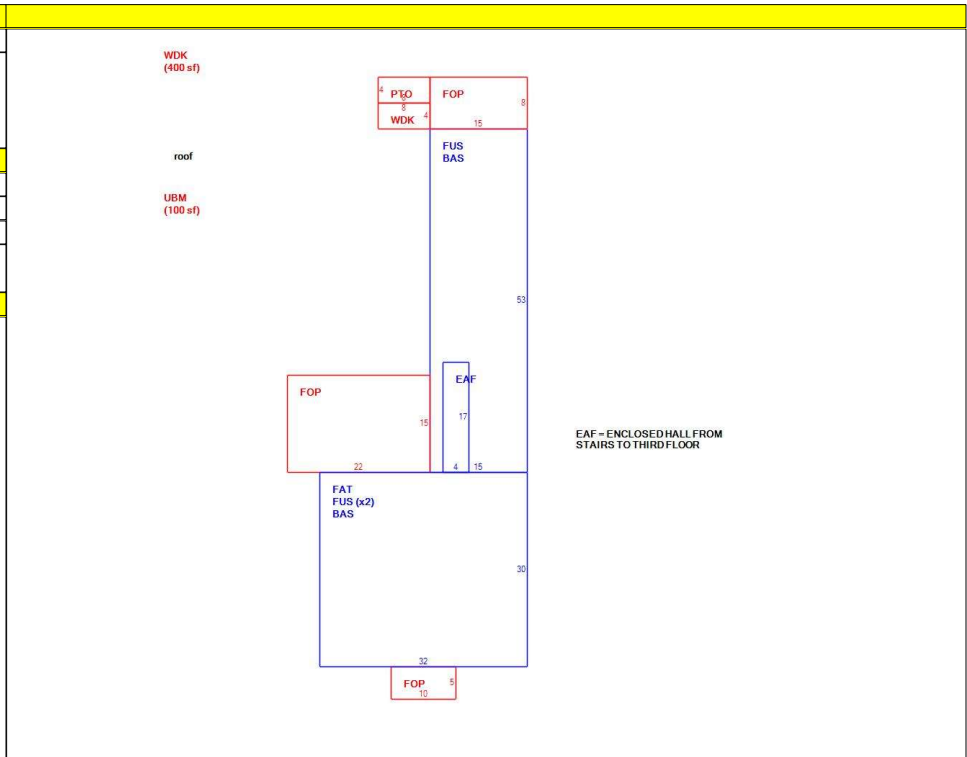 WDK
(400 sf)
4
PTO
8
FOP
8
8
WDK
4
15
FUS
BAS
roof
UBM
(100 sf)
53
EAF
FOP
17
15
EAF = ENCLOSED HALL FROM
STAIRS TO THIRD FLOOR
22
4
15
FAT
FUS (x2)
BAS
30
32
FOP
5
10